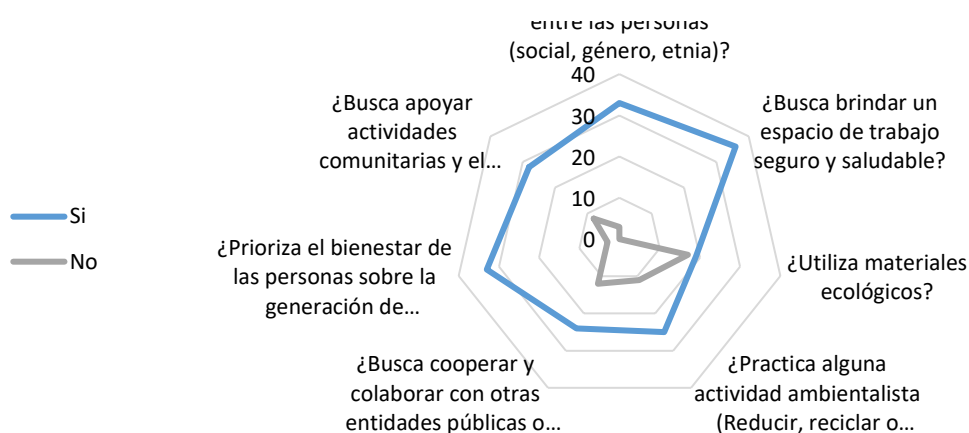 entre las personas
(social, género, etnia)?
40
30
20
10
0
¿Busca brindar un
espacio de trabajo
seguro y saludable?
¿Utiliza materiales
ecológicos?
¿Practica alguna
actividad ambientalista
(Reducir, reciclar o...
¿Busca cooperar y
colaborar con otras
entidades públicas o...
¿Prioriza el bienestar de
las personas sobre la
generación de...
¿Busca apoyar
actividades
comunitarias y el...
Si
No